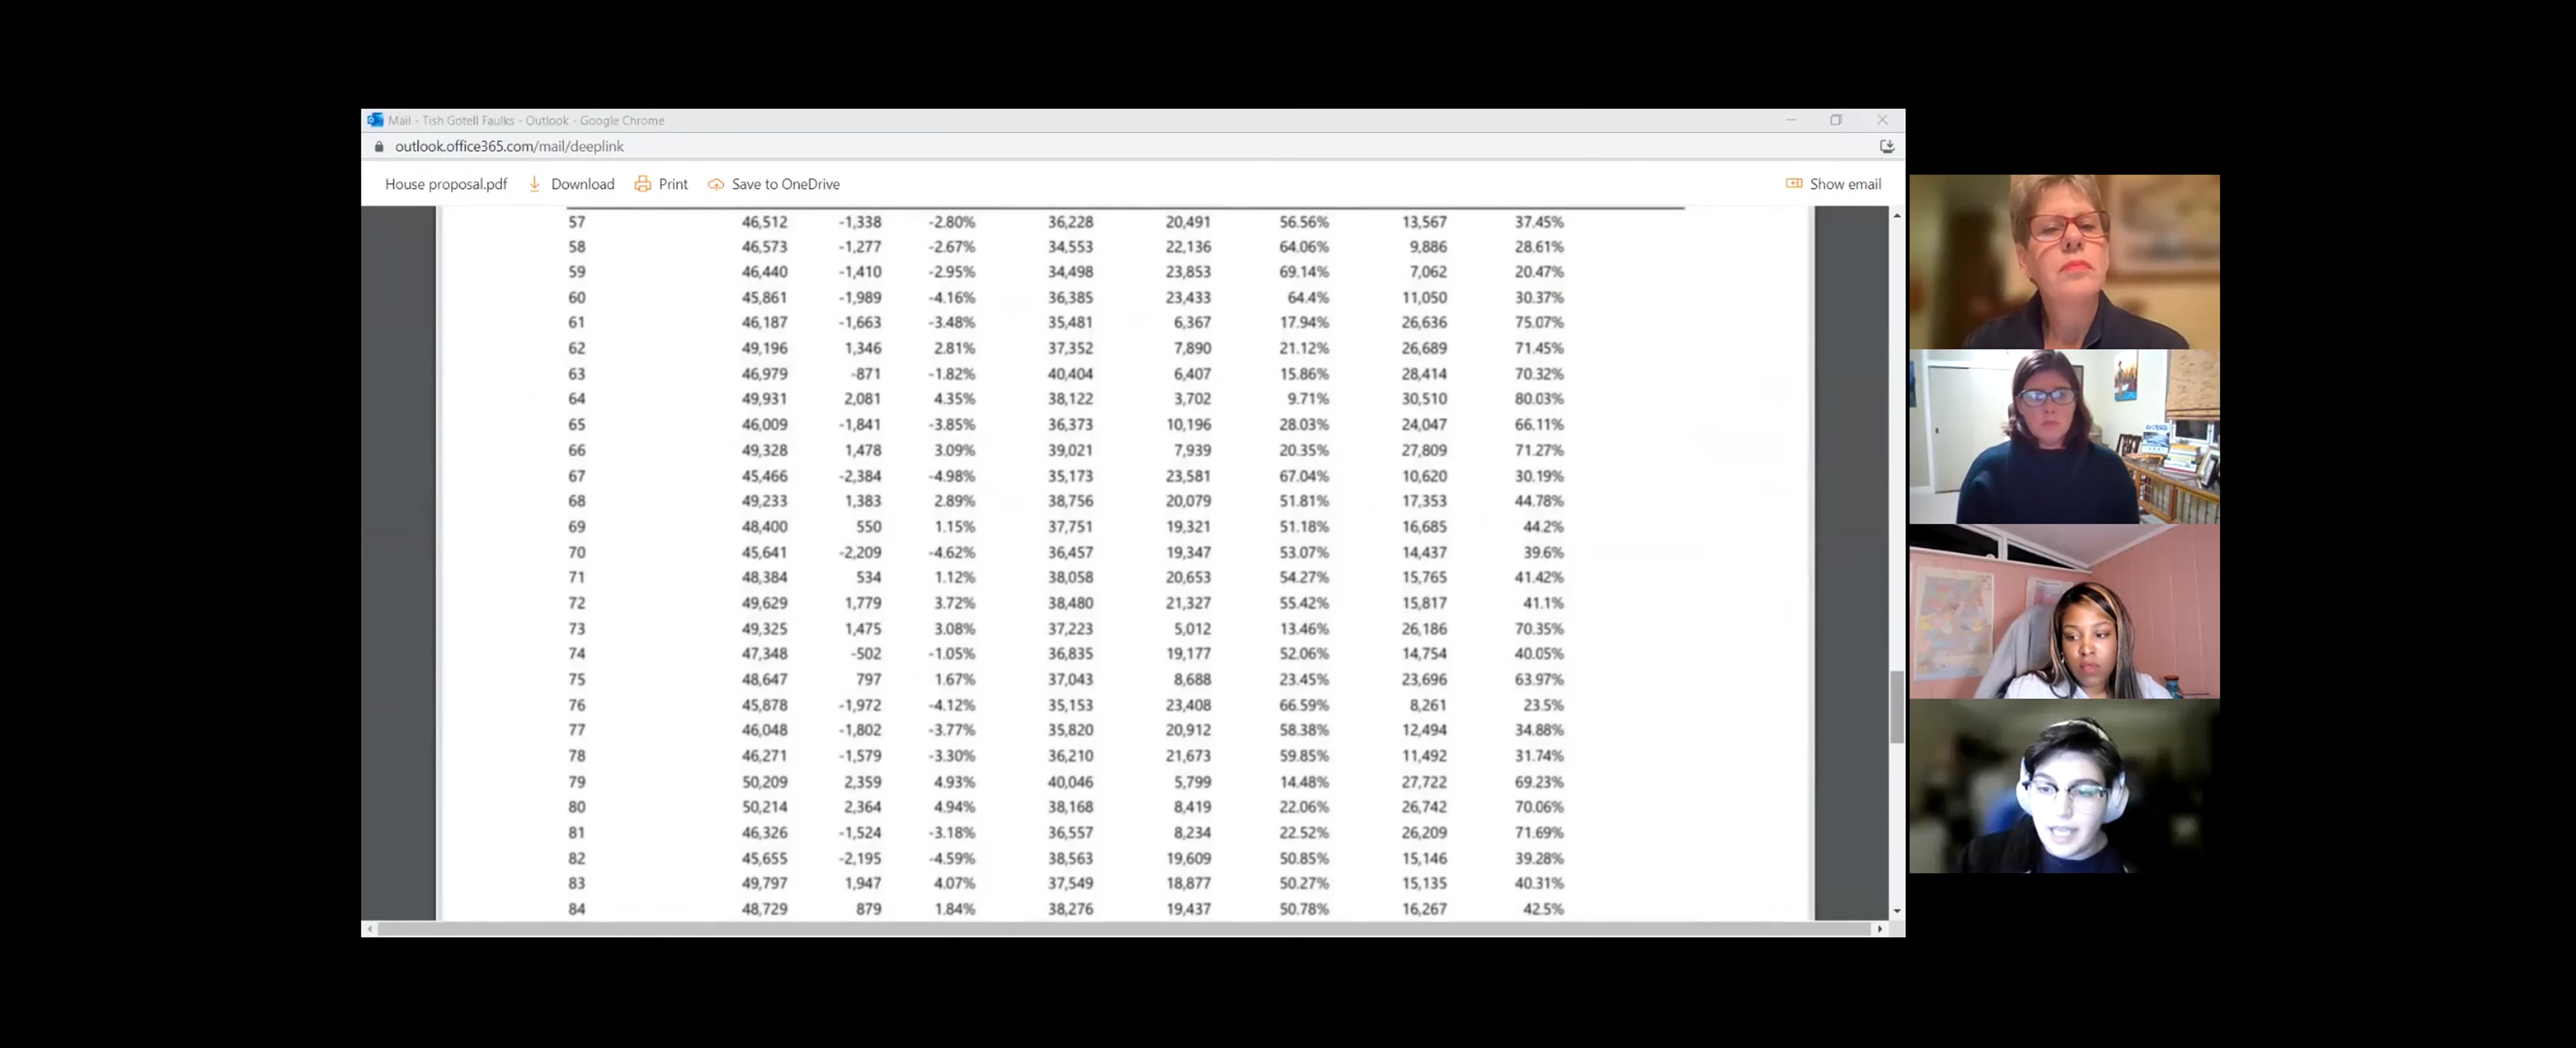 Mail - Tish Gotell Faulks - Outlook - Google Chrome
outlook.office365.com/mail/deeplink
House proposal.pdf Download Print Save to OneDrive Show email
57 46,512 -1,338 -2.80% 36,228 20,491 56.56% 13,567 37.45%
58 46,573 -1,277 -2.67% 34,553 22,136 64.06% 9,886 28.61%
59 46,440 -1,410 -2.95% 34,498 23,853 69.14% 7,062 20.47%
60 45,861 -1,989 -4.16% 36,385 23,433 64.4% 11,050 30.37%
61 46,187 -1,663 -3.48% 35,481 6,367 17.94% 26,636 75.07%
62 49,196 1,346 2.81% 37,352 7,890 21.12% 26,689 71.45%
63 46,979 -871 -1.82% 40,404 6,407 15.86% 28,414 70.32%
64 49,931 2,081 4.35% 38,122 3,702 9.71% 30,510 80.03%
65 46,009 -1,841 -3.85% 36,373 10,196 28.03% 24,047 66.11%
66 49,328 1,478 3.09% 39,021 7,939 20.35% 27,809 71.27%
67 45,466 -2,384 -4.98% 35,173 23,581 67.04% 10,620 30.19%
68 49,233 1,383 2.89% 38,756 20,079 51.81% 17,353 44.78%
69 48,400 550 1.15% 37,751 19,321 51.18% 16,685 44.2%
70 45,641 -2,209 -4.62% 36,457 19,347 53.07% 14,437 39.6%
71 48,384 534 1.12% 38,058 20,653 54.27% 15,765 41.42%
72 49,629 1,779 3.72% 38,480 21,327 55.42% 15,817 41.1%
73 49,325 1,475 3.08% 37,223 5,012 13.46% 26,186 70.35%
74 47,348 -502 -1.05% 36,835 19,177 52.06% 14,754 40.05%
75 48,647 797 1.67% 37,043 8,688 23.45% 23,696 63.97%
76 45,878 -1,972 -4.12% 35,153 23,408 66.59% 8,261 23.5%
77 46,048 -1,802 -3.77% 35,820 20,912 58.38% 12,494 34.88%
78 46,271 -1,579 -3.30% 36,210 21,673 59.85% 11,492 31.74%
79 50,209 2,359 4.93% 40,046 5,799 14.48% 27,722 69.23%
80 50,214 2,364 4.94% 38,168 8,419 22.06% 26,742 70.06%
81 46,326 -1,524 -3.18% 36,557 8,234 22.52% 26,209 71.69%
82 45,655 -2,195 -4.59% 38,563 19,609 50.85% 15,146 39.28%
83 49,797 1,947 4.07% 37,549 18,877 50.27% 15,135 40.31%
84 48,729 879 1.84% 38,276 19,437 50.78% 16,267 42.5%